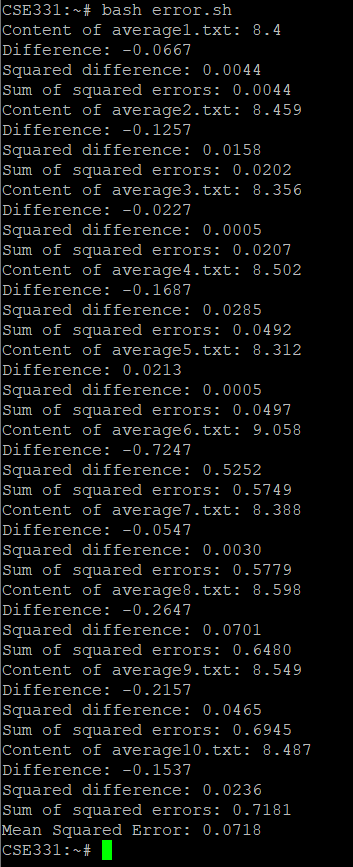 CSE331:~# bash error.sh
Content of average1.txt: 8.4
Difference: -0.0667
Squared difference: 0.0044
Sum of squared errors: 0.0044
Content of average2.txt: 8.459
Difference: -0.1257
Squared difference: 0.0158
Sum of squared errors: 0.0202
Content of average3.txt: 8.356
Difference: -0.0227
Squared difference: 0.0005
Sum of squared errors: 0.0207
Content of average4.txt: 8.502
Difference: -0.1687
Squared difference: 0.0285
Sum of squared errors: 0.0492
Content of average5.txt: 8.312
Difference: 0.0213
Squared difference: 0.0005
Sum of squared errors: 0.0497
Content of average6.txt: 9.058
Difference: -0.7247
Squared difference: 0.5252
Sum of squared errors: 0.5749
Content of average7.txt: 8.388
Difference: -0.0547
Squared difference: 0.0030
Sum of squared errors: 0.5779
Content of average8.txt: 8.598
Difference: -0.2647
Squared difference: 0.0701
Sum of squared errors: 0.6480
Content of average9.txt: 8.549
Difference: -0.2157
Squared difference: 0.0465
Sum of squared errors: 0.6945
Content of average10.txt: 8.487
Difference: -0.1537
Squared difference: 0.0236
Sum of squared errors: 0.7181
Mean Squared Error: 0.0718
CSE331:~#